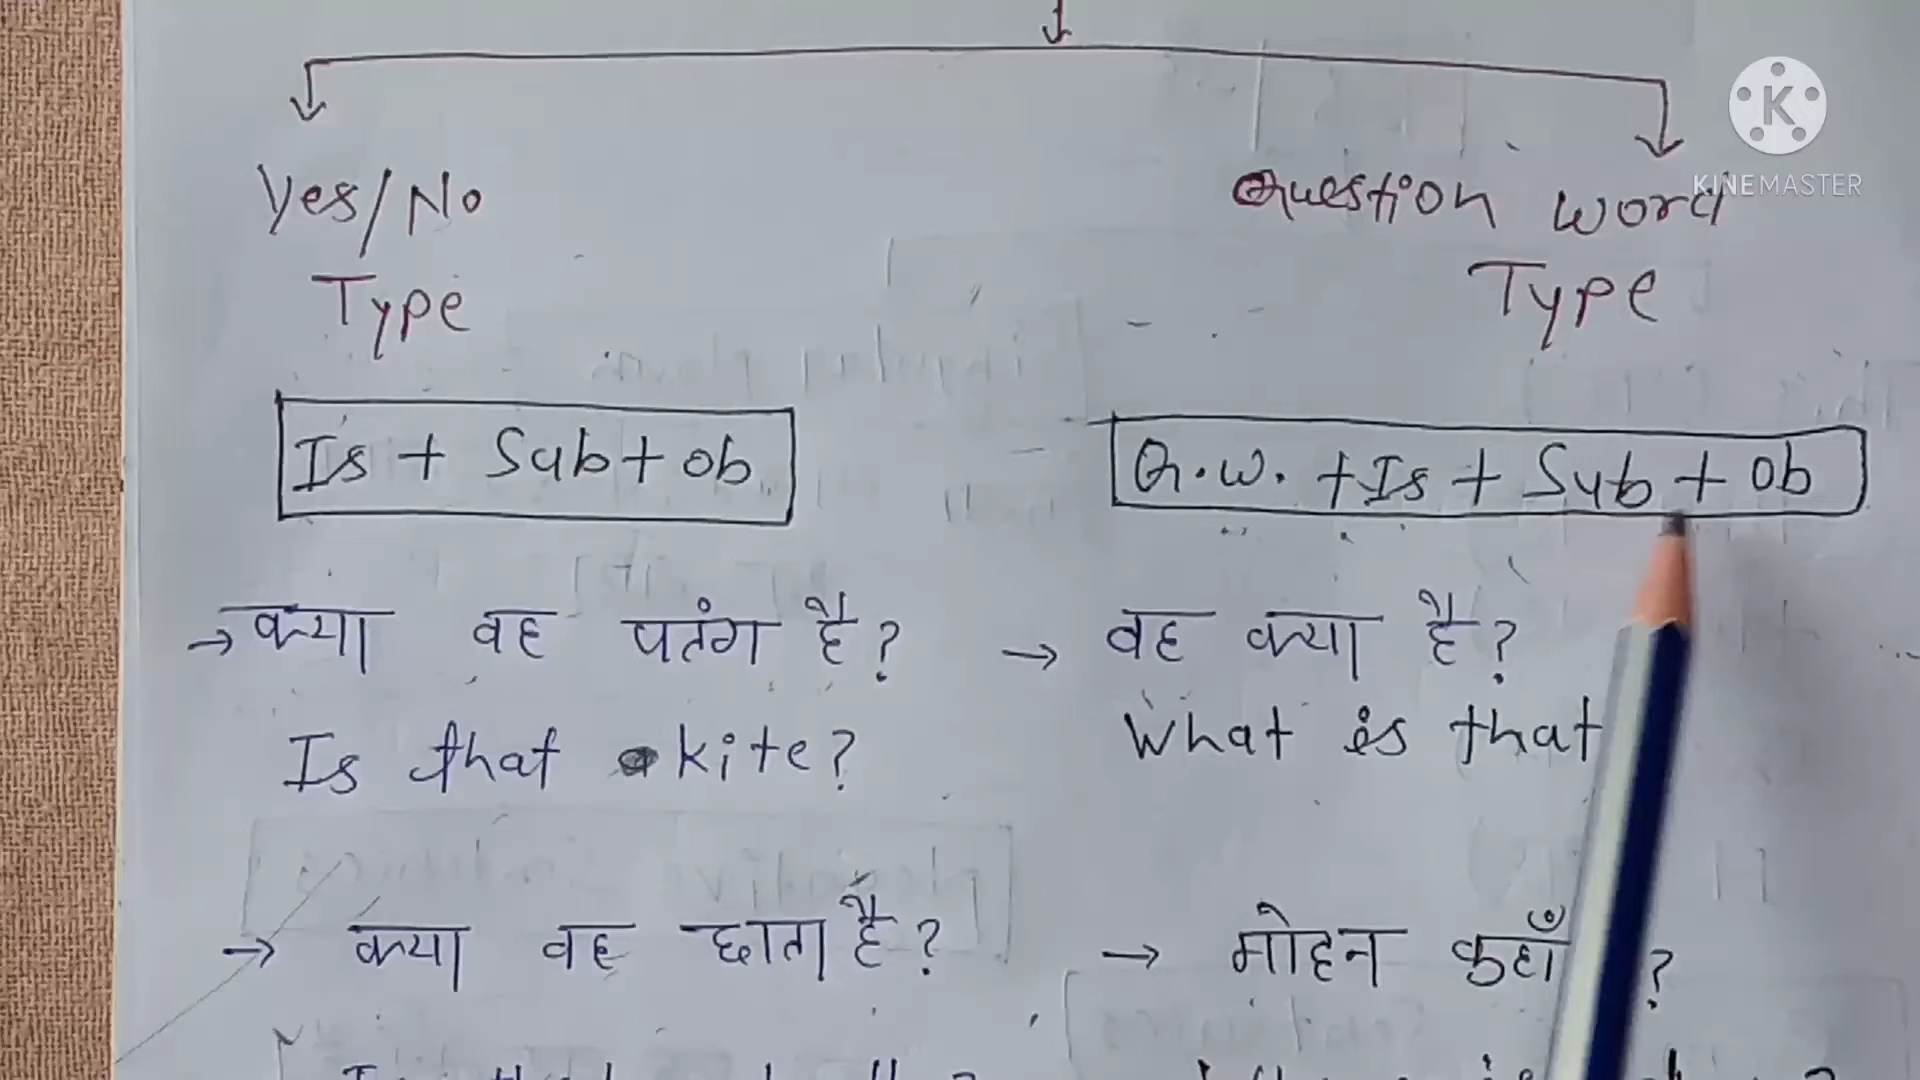 Yes/No
Type
Is + Sub + ob
→ क्या वह पतंग है?
Is that kite?
→ क्या वह छाता है?
Question word
Type
Q.W. + Is + Sub + Ob
→ वह क्या है?
What is that
→ मोहन कहाँ ?
KINEMASTER